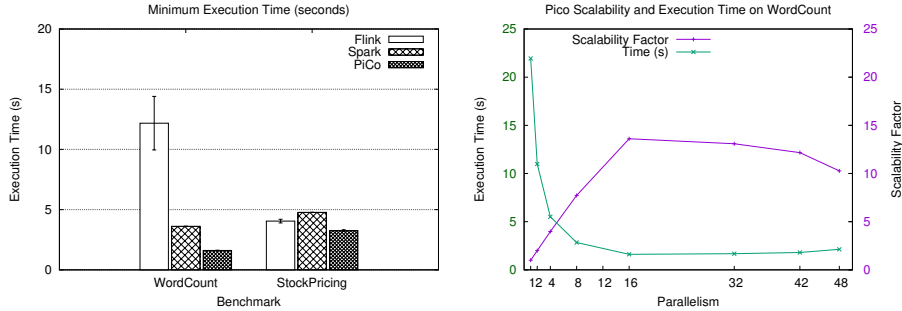 Minimum Execution Time (seconds)
20
15
10
5
0
Execution Time (s)
Flink
Spark
PiCo
WordCount
StockPricing
Benchmark
Pico Scalability and Execution Time on WordCount
25
20
15
10
5
0
Execution Time (s)
Scalability Factor
Time (s)
25
20
15
10
5
0
Scalability Factor
1 2 4 8 12 16 32 42 48
Parallelism